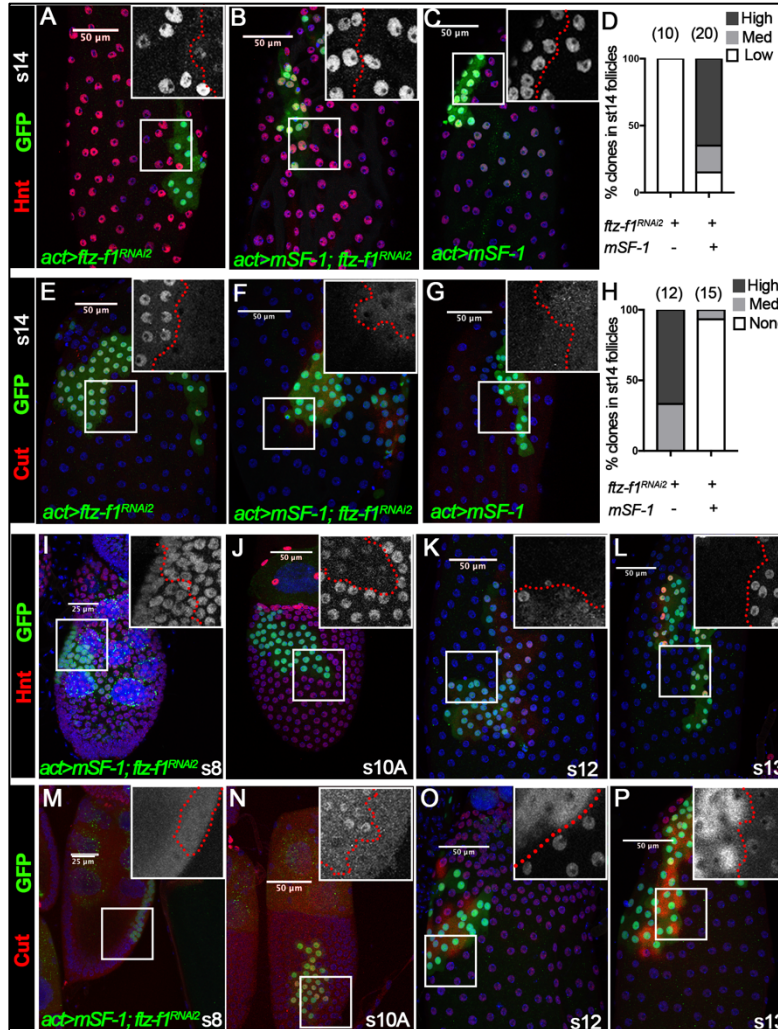 A
50 µm
B
50 µm
C
50 µm
D
(10) (20)
High
Med
Low
100
50
0
% clones in st14 follicles
ftz-f1RNAi2 + +
mSF-1 - +
Hnt GFP s14
act>ftz-f1RNAi2
act>mSF-1; ftz-f1RNAi2
act>mSF-1
E
50 µm
F
50 µm
G
50 µm
H
(12) (15)
High
Med
Non
100
50
0
% clones in st14 follicles
ftz-f1RNAi2 + +
mSF-1 - +
Cut GFP s14
act>ftz-f1RNAi2
act>mSF-1; ftz-f1RNAi2
act>mSF-1
I
25 µm
J
50 µm
K
50 µm
L
50 µm
Hnt GFP
act>mSF-1; ftz-f1RNAi2 s8
s10A
s12
s13
M
25 µm
N
50 µm
O
50 µm
P
50 µm
Cut GFP
act>mSF-1; ftz-f1RNAi2 s8
s10A
s12
s13